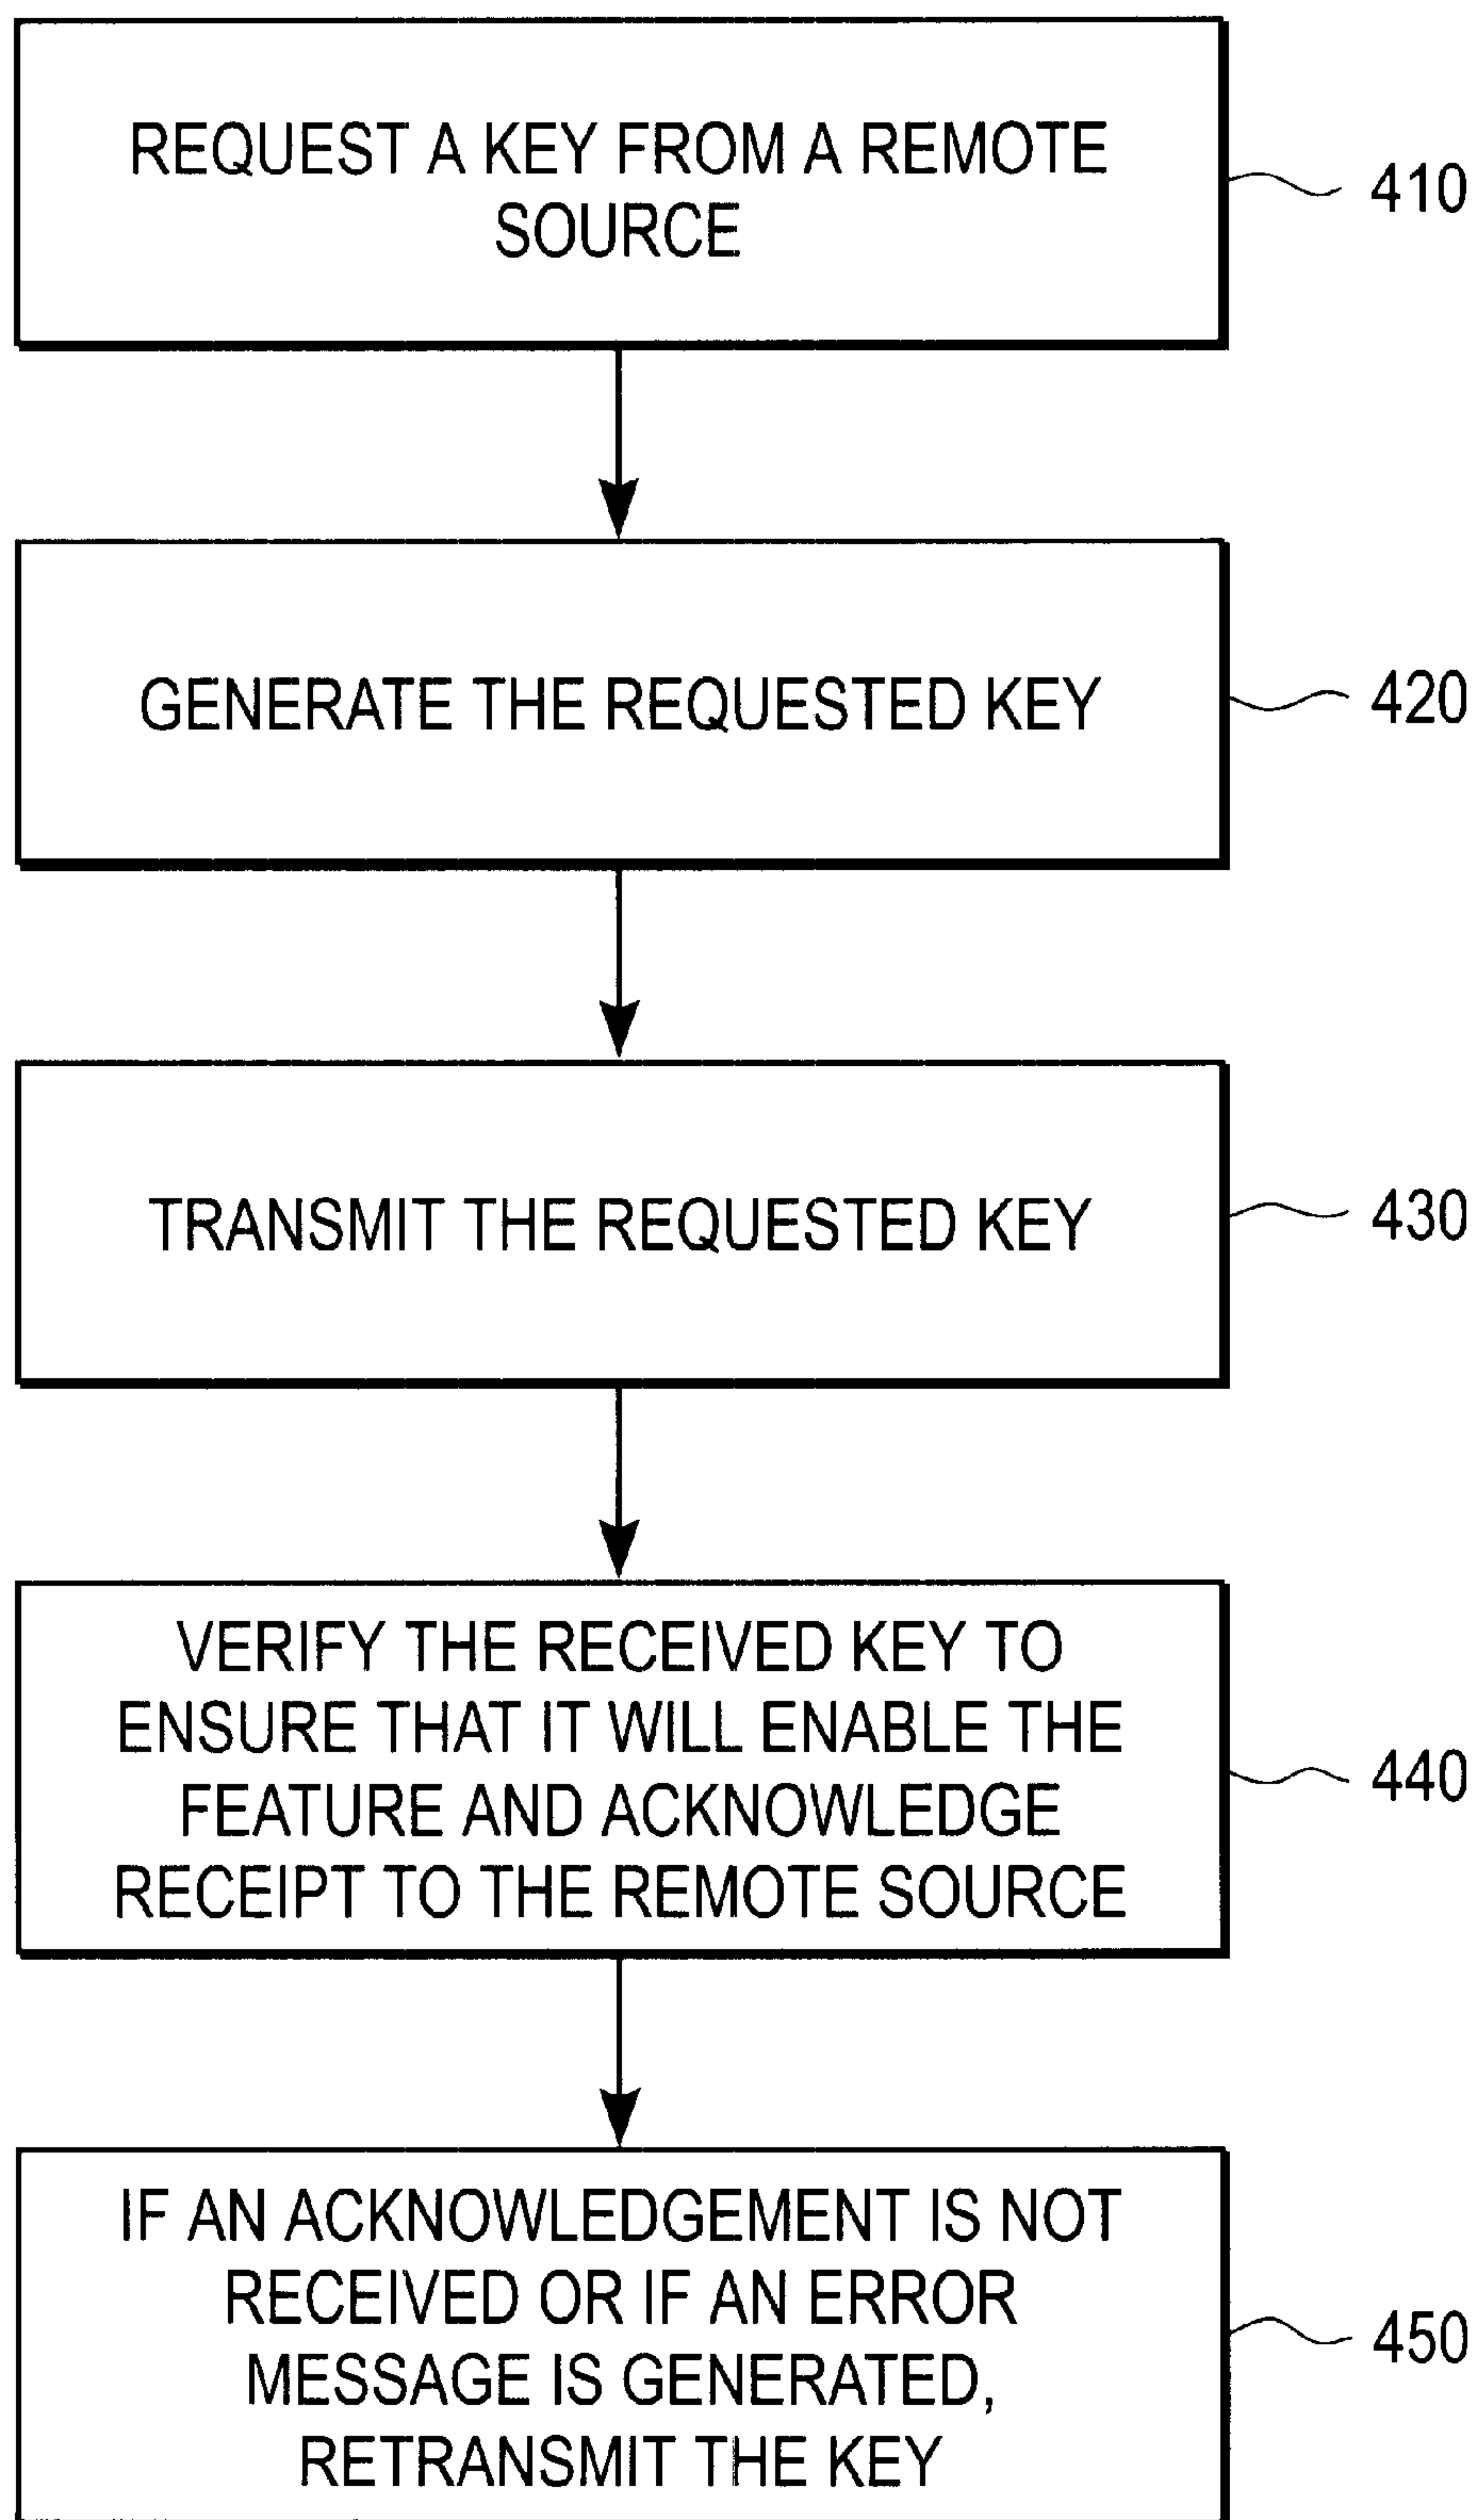 REQUEST A KEY FROM A REMOTE
SOURCE
410
GENERATE THE REQUESTED KEY
420
TRANSMIT THE REQUESTED KEY
430
VERIFY THE RECEIVED KEY TO
ENSURE THAT IT WILL ENABLE THE
FEATURE AND ACKNOWLEDGE
RECEIPT TO THE REMOTE SOURCE
440
IF AN ACKNOWLEDGEMENT IS NOT
RECEIVED OR IF AN ERROR
MESSAGE IS GENERATED,
RETRANSMIT THE KEY
450